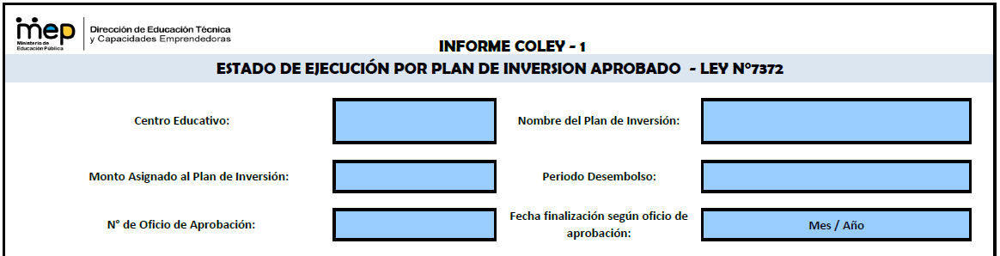 mep
Ministerio de
Educación Pública
Dirección de Educación Técnica
y Capacidades Emprendedoras
INFORME COLEY - 1
ESTADO DE EJECUCIÓN POR PLAN DE INVERSION APROBADO - LEY N°7372
Centro Educativo:
Nombre del Plan de Inversión:
Monto Asignado al Plan de Inversión:
Periodo Desembolso:
N° de Oficio de Aprobación:
Fecha finalización según oficio de
aprobación:
Mes / Año